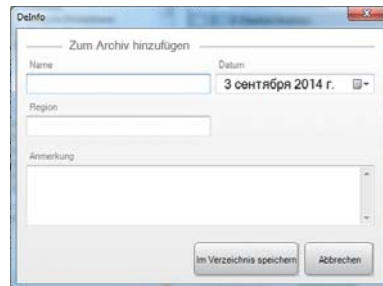 DeInfo
Zum Archiv hinzufügen
Name
Datum
3 сентября 2014 г.
Region
Anmerkung
Im Verzeichnis speichern
Abbrechen